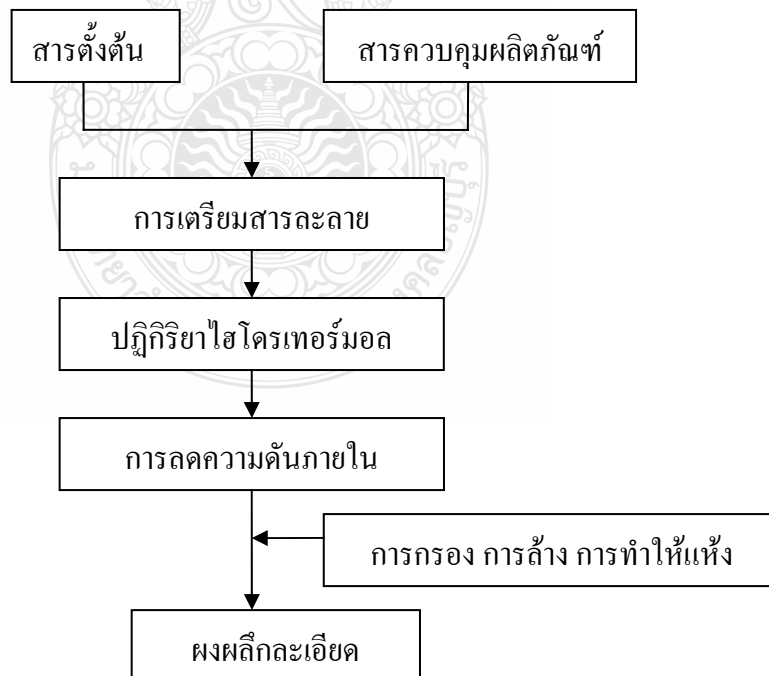 สารตั้งต้น
สารควบคุมผลิตภัณฑ์
การเตรียมสารละลาย
ปฏิกิริยาไฮโดรเทอร์มอล
การลดความดันภายใน
การกรอง การล้าง การทำให้แห้ง
ผงผลึกละเอียด